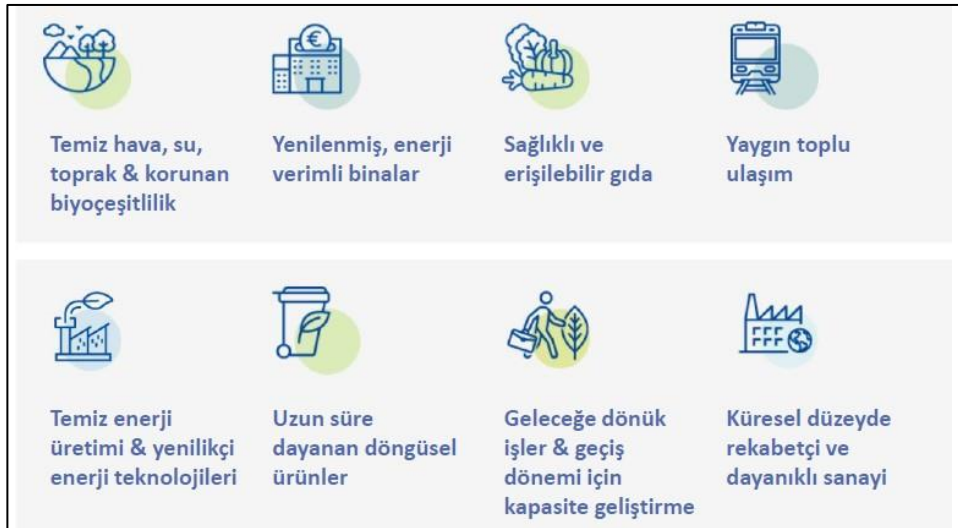 Temiz hava, su,
toprak & korunan
biyoçeşitlilik
Yenilenmiş, enerji
verimli binalar
Sağlıklı ve
erişilebilir gıda
Yaygın toplu
ulaşım
Temiz enerji
üretimi & yenilikçi
enerji teknolojileri
Uzun süre
dayanan döngüsel
ürünler
Geleceğe dönük
işler & geçiş
dönemi için
kapasite geliştirme
Küresel düzeyde
rekabetçi ve
dayanıklı sanayi